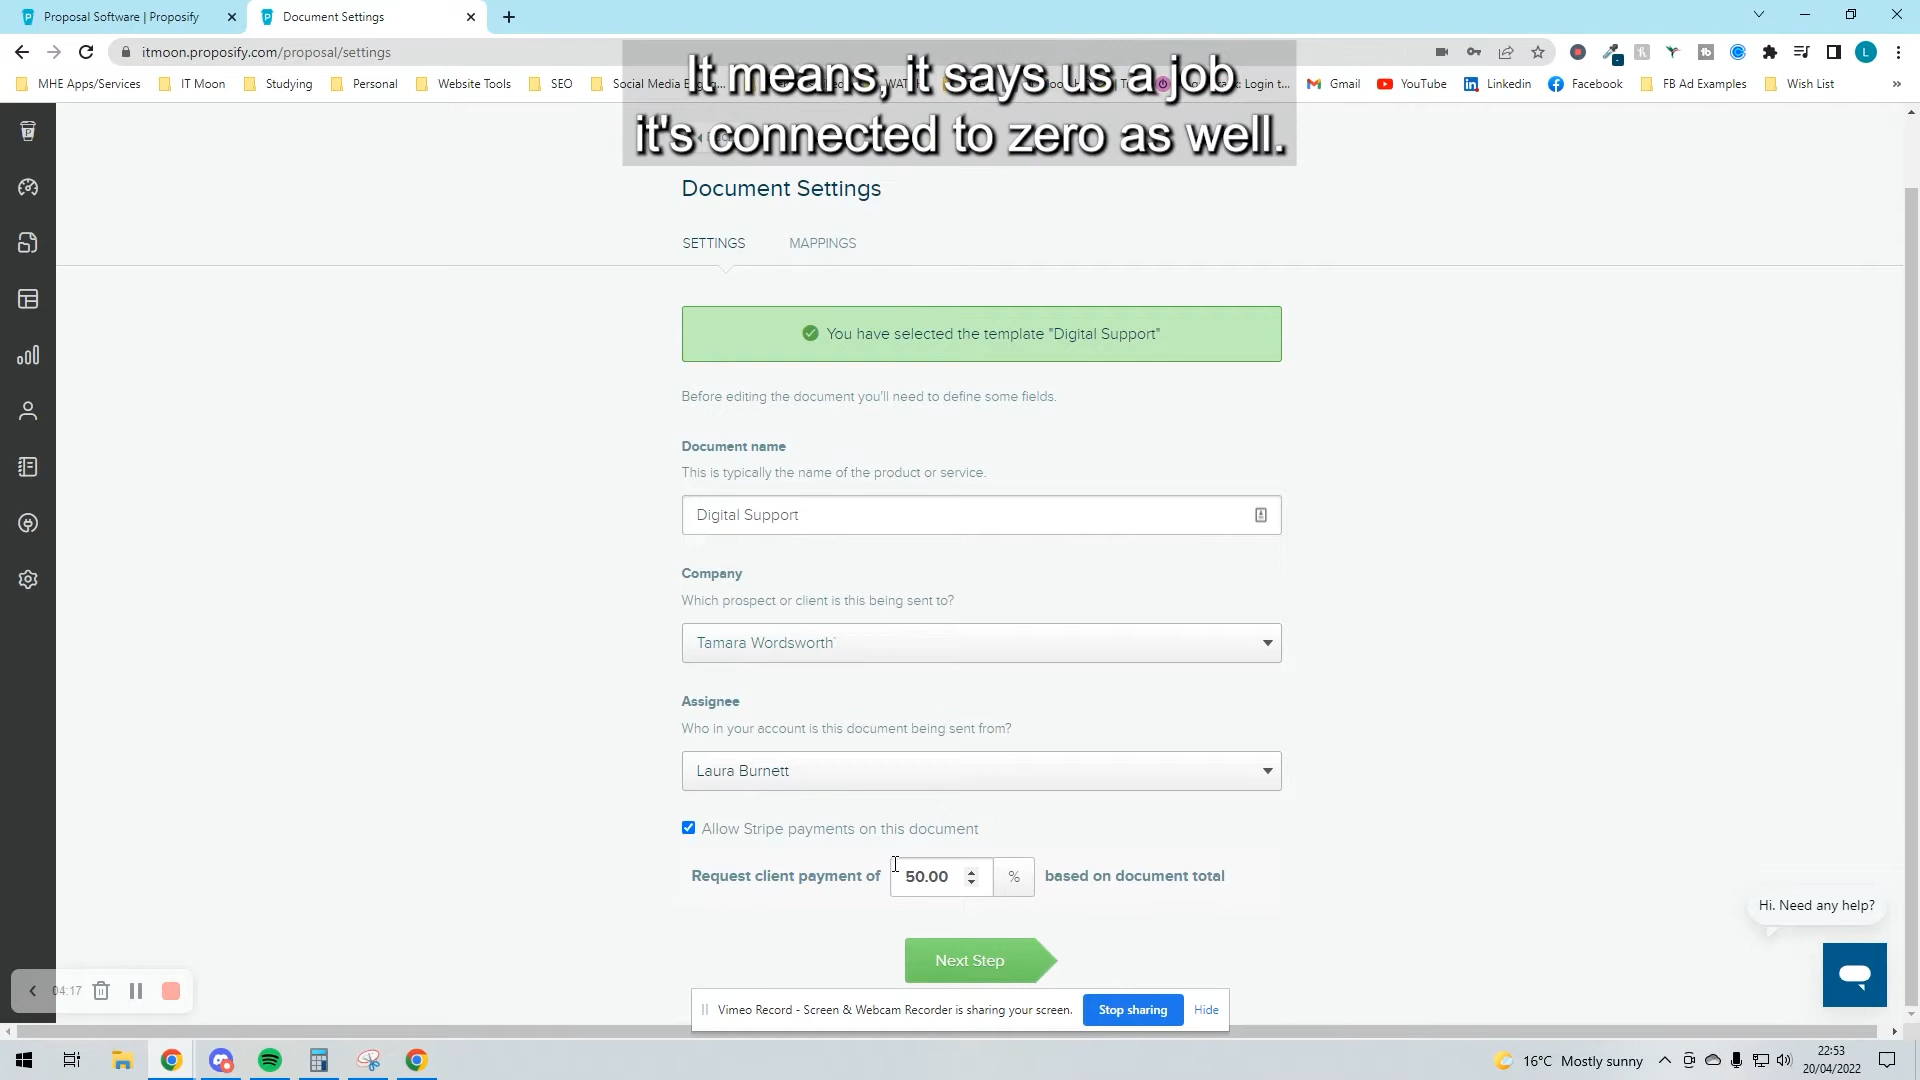 Proposal Software | Proposify
Document Settings
itmoon.proposify.com/proposal/settings
MHE Apps/Services
IT Moon
Studying
Personal
Website Tools
SEO
Login t...
Gmail
YouTube
Linkedin
Facebook
FB Ad Examples
Wish List
It means, it says us a job
it's connected to zero as well.
Document Settings
SETTINGS
MAPPINGS
You have selected the template "Digital Support"
Before editing the document you'll need to define some fields.
Document name
This is typically the name of the product or service.
Digital Support
Company
Which prospect or client is this being sent to?
Tamara Wordsworth`
Assignee
Who in your account is this document being sent from?
Laura Burnett
Allow Stripe payments on this document
Request client payment of 50.00 % based on document total
Hi. Need any help?
Next Step
04:17
Vimeo Record - Screen & Webcam Recorder is sharing your screen.
Stop sharing
Hide
16°C Mostly sunny
22:53
20/04/2022